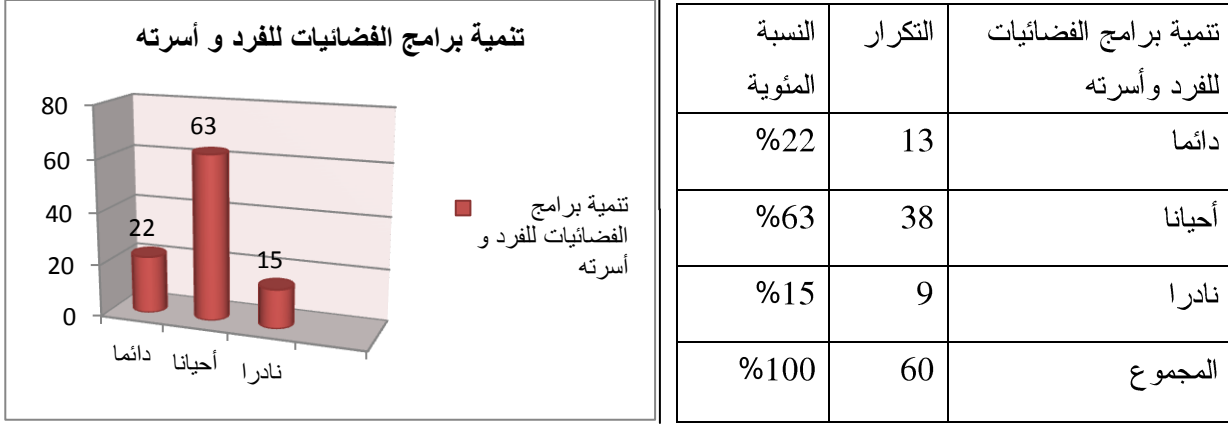 تنمية برامج الفضائيات للفرد و أسرته
80
60
40
20
0
22
63
15
دائما
أحيانا
نادرا
تنمية برامج
الفضائيات للفرد و
أسرته
تنمية برامج الفضائيات التكرار النسبة
للفرد وأسرته المئوية
دائما 13 %22
أحيانا 38 %63
نادرا 9 %15
المجموع 60 %100